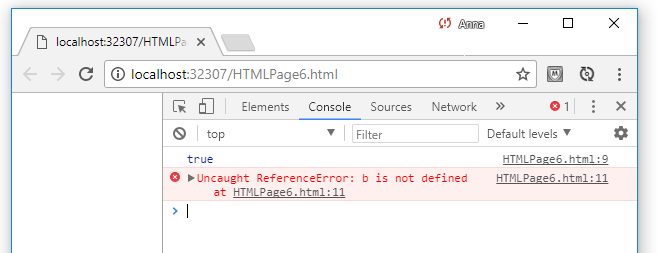 Anna
localhost:32307/HTMLPa
localhost:32307/HTMLPage6.html
Elements Console Sources Network » 1
top Filter Default levels
true HTMLPage6.html:9
Uncaught ReferenceError: b is not defined HTMLPage6.html:11
at HTMLPage6.html:11